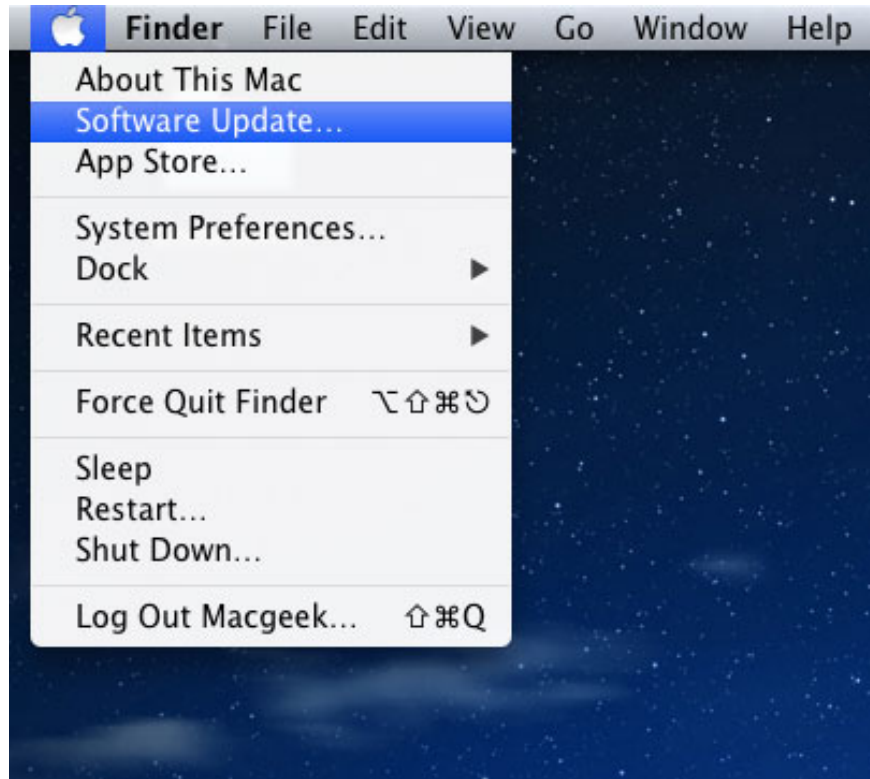 Finder File Edit View Go Window Help
About This Mac
Software Update...
App Store...
System Preferences...
Dock ▶
Recent Items ▶
Force Quit Finder ⌥⇧⌘⎋
Sleep
Restart...
Shut Down...
Log Out Macgeek... ⇧⌘Q